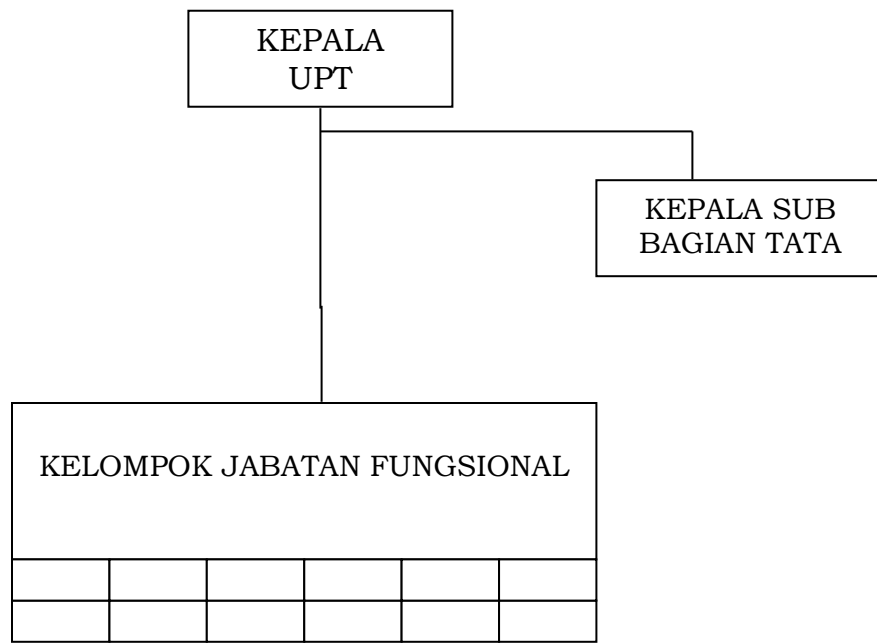 KEPALA
UPT
KEPALA SUB
BAGIAN TATA
KELOMPOK JABATAN FUNGSIONAL